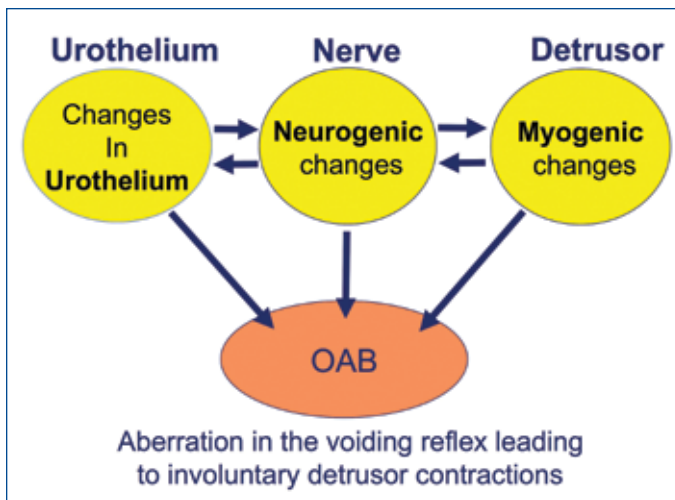 Urothelium Nerve Detrusor
Changes
In
Urothelium
Neurogenic
changes
Myogenic
changes
OAB
Aberration in the voiding reflex leading
to involuntary detrusor contractions